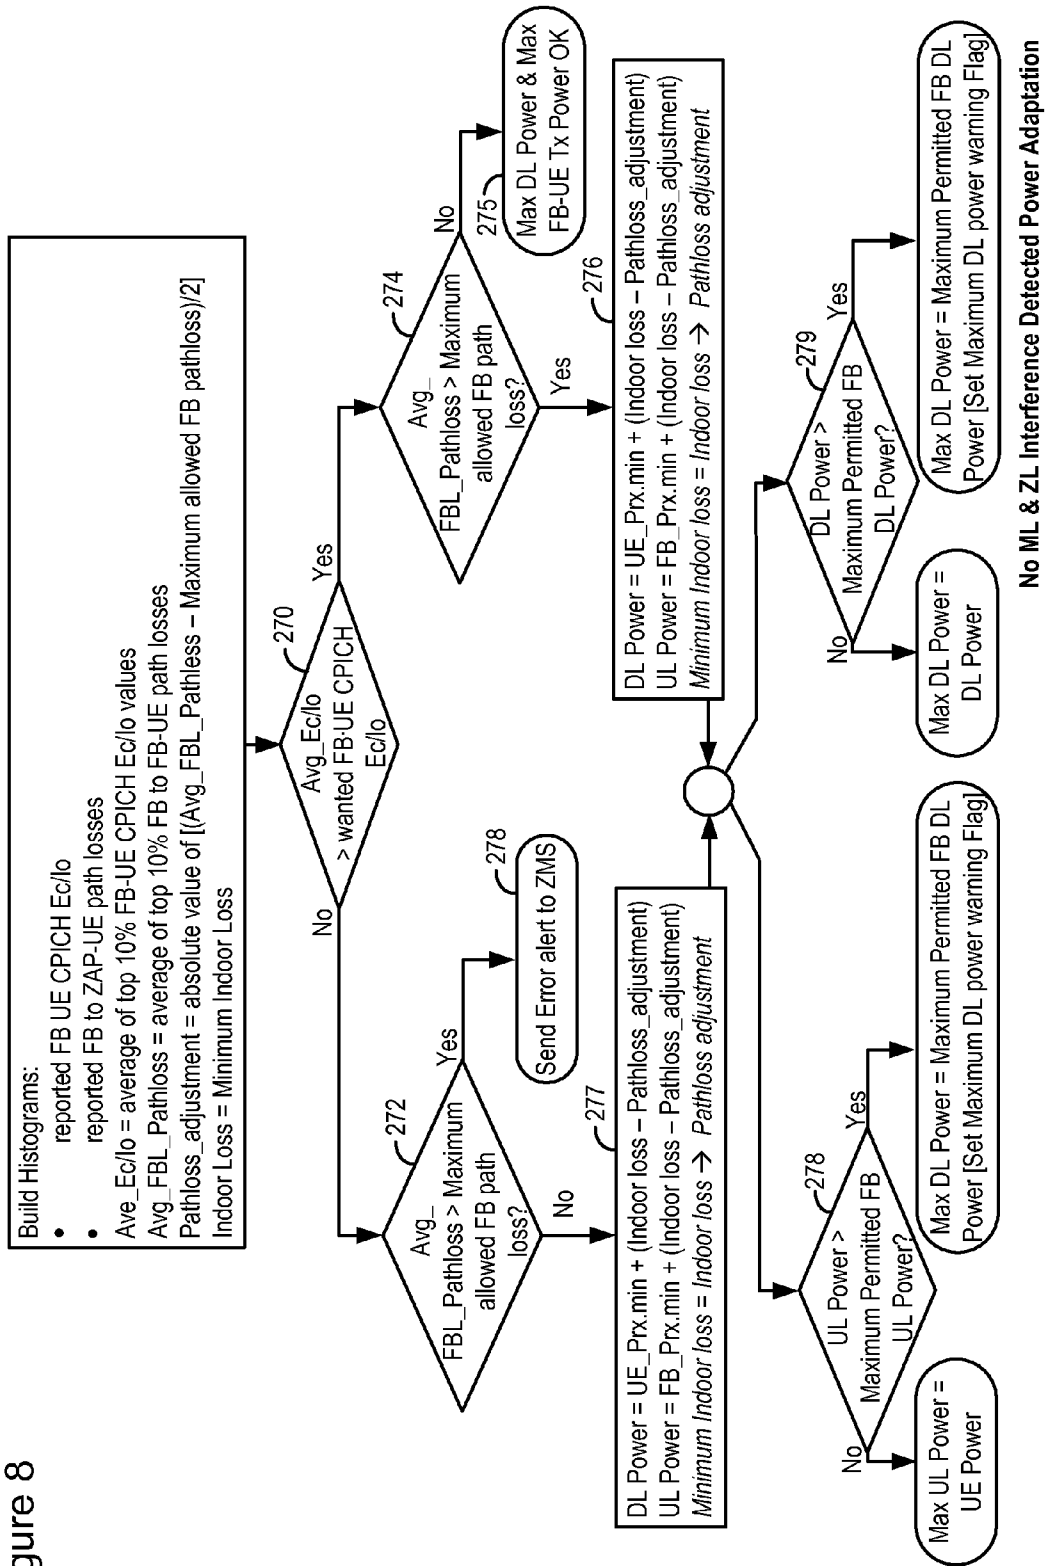 gure 8
Build Histograms:
• reported FB UE CPICH Ec/Io
• reported FB to ZAP-UE path losses
Ave_Ec/Io = average of top 10% FB-UE CPICH Ec/Io values
Avg_FBL_Pathloss = average of top 10% FB to FB-UE path losses
Pathloss_adjustment = absolute value of [(Avg_FBL_Pathless – Maximum allowed FB pathloss)/2]
Indoor Loss = Minimum Indoor Loss
270
Avg_Ec/Io
> wanted FB-UE CPICH
Ec/Io
No
Yes
272
Avg_
FBL_Pathloss > Maximum
allowed FB path
loss?
Yes
No
278
Send Error alert to ZMS
274
Avg_
FBL_Pathloss > Maximum
allowed FB path
loss?
No
Yes
275
Max DL Power & Max
FB-UE Tx Power OK
277
DL Power = UE_Prx.min + (Indoor loss – Pathloss_adjustment)
UL Power = FB_Prx.min + (Indoor loss – Pathloss_adjustment)
Minimum Indoor loss = Indoor loss → Pathloss adjustment
276
DL Power = UE_Prx.min + (Indoor loss – Pathloss_adjustment)
UL Power = FB_Prx.min + (Indoor loss – Pathloss_adjustment)
Minimum Indoor loss = Indoor loss → Pathloss adjustment
278
UL Power >
Maximum Permitted FB
UL Power?
No
Yes
Max UL Power =
UE Power
Max DL Power = Maximum Permitted FB DL
Power [Set Maximum DL power warning Flag]
279
DL Power >
Maximum Permitted FB
DL Power?
No
Yes
Max DL Power =
DL Power
Max DL Power = Maximum Permitted FB DL
Power [Set Maximum DL power warning Flag]
No ML & ZL Interference Detected Power Adaptation